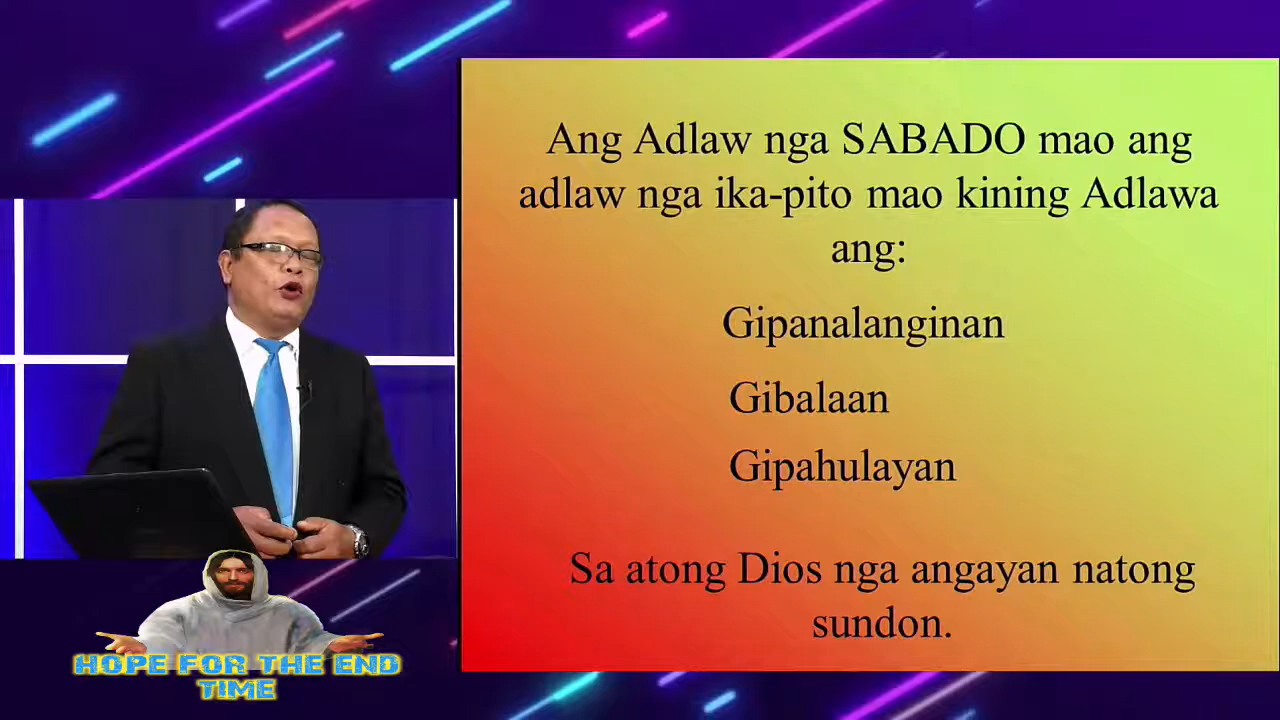 Ang Adlaw nga SABADO mao ang
adlaw nga ika-pito mao kining Adlawa
ang:
Gipanalanginan
Gibalaan
Gipahulayan
Sa atong Dios nga angayan natong
sundon.
HOPE FOR THE END
TIME